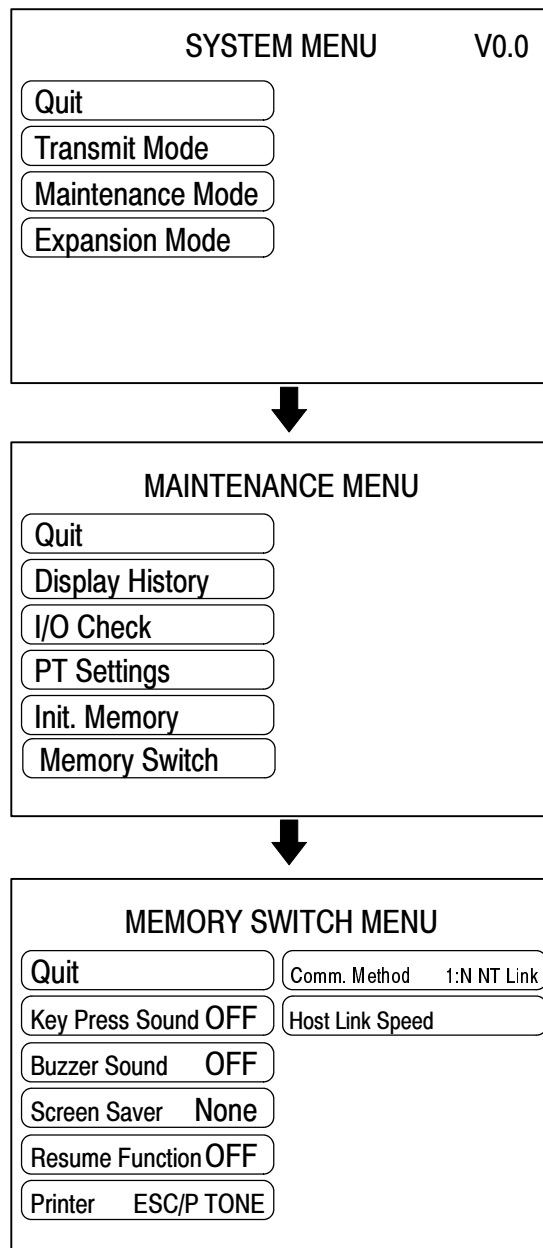 SYSTEM MENU V0.0
Quit
Transmit Mode
Maintenance Mode
Expansion Mode
MAINTENANCE MENU
Quit
Display History
I/O Check
PT Settings
Init. Memory
Memory Switch
MEMORY SWITCH MENU
Quit Comm. Method 1:N NT Link
Key Press Sound OFF Host Link Speed
Buzzer Sound OFF
Screen Saver None
Resume Function OFF
Printer ESC/P TONE